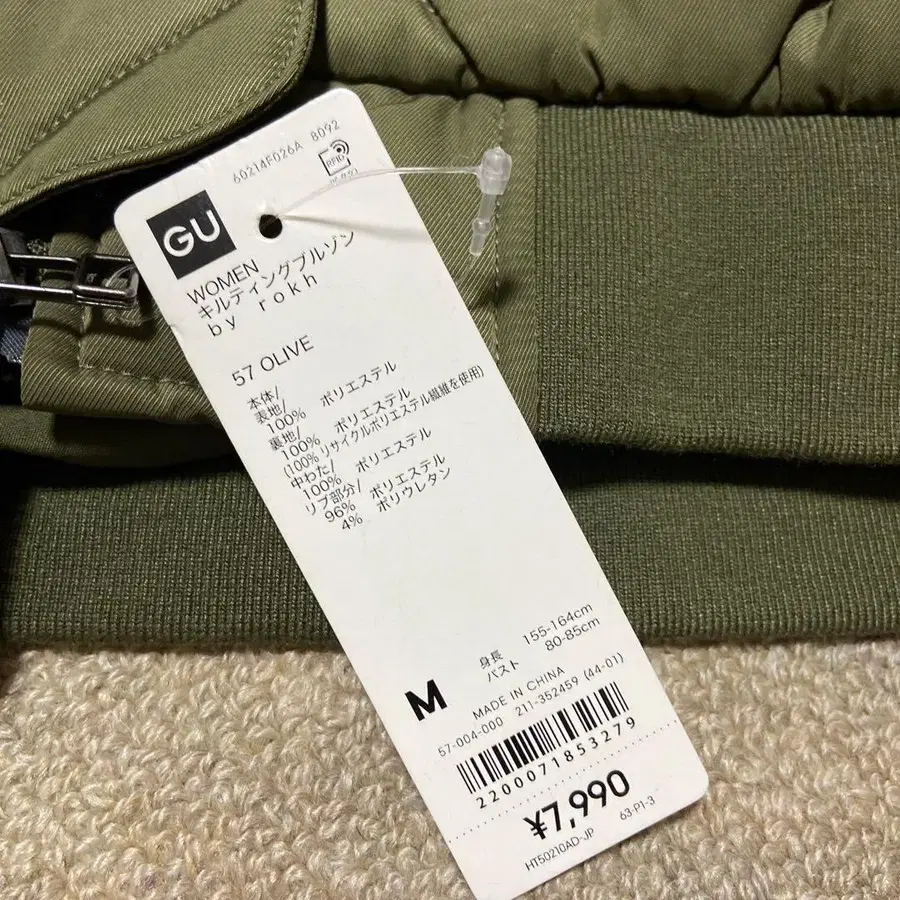 60214F026A 8092
RFID
GU
WOMEN
キルティングブルゾン
by rokh
57 OLIVE
本体/
表地/
100% ポリエステル
裏地/
100% ポリエステル
(100%リサイクルポリエステル繊維を使用)
中わた/
100% ポリエステル
リブ部分/
96% ポリエステル
4% ポリウレタン
M
身長 155-164cm
バスト 80-85cm
MADE IN CHINA
57-004-000 211-352459 (44-01)
2200071853279
¥7,990
HT50210AD-JP 63-P1-3